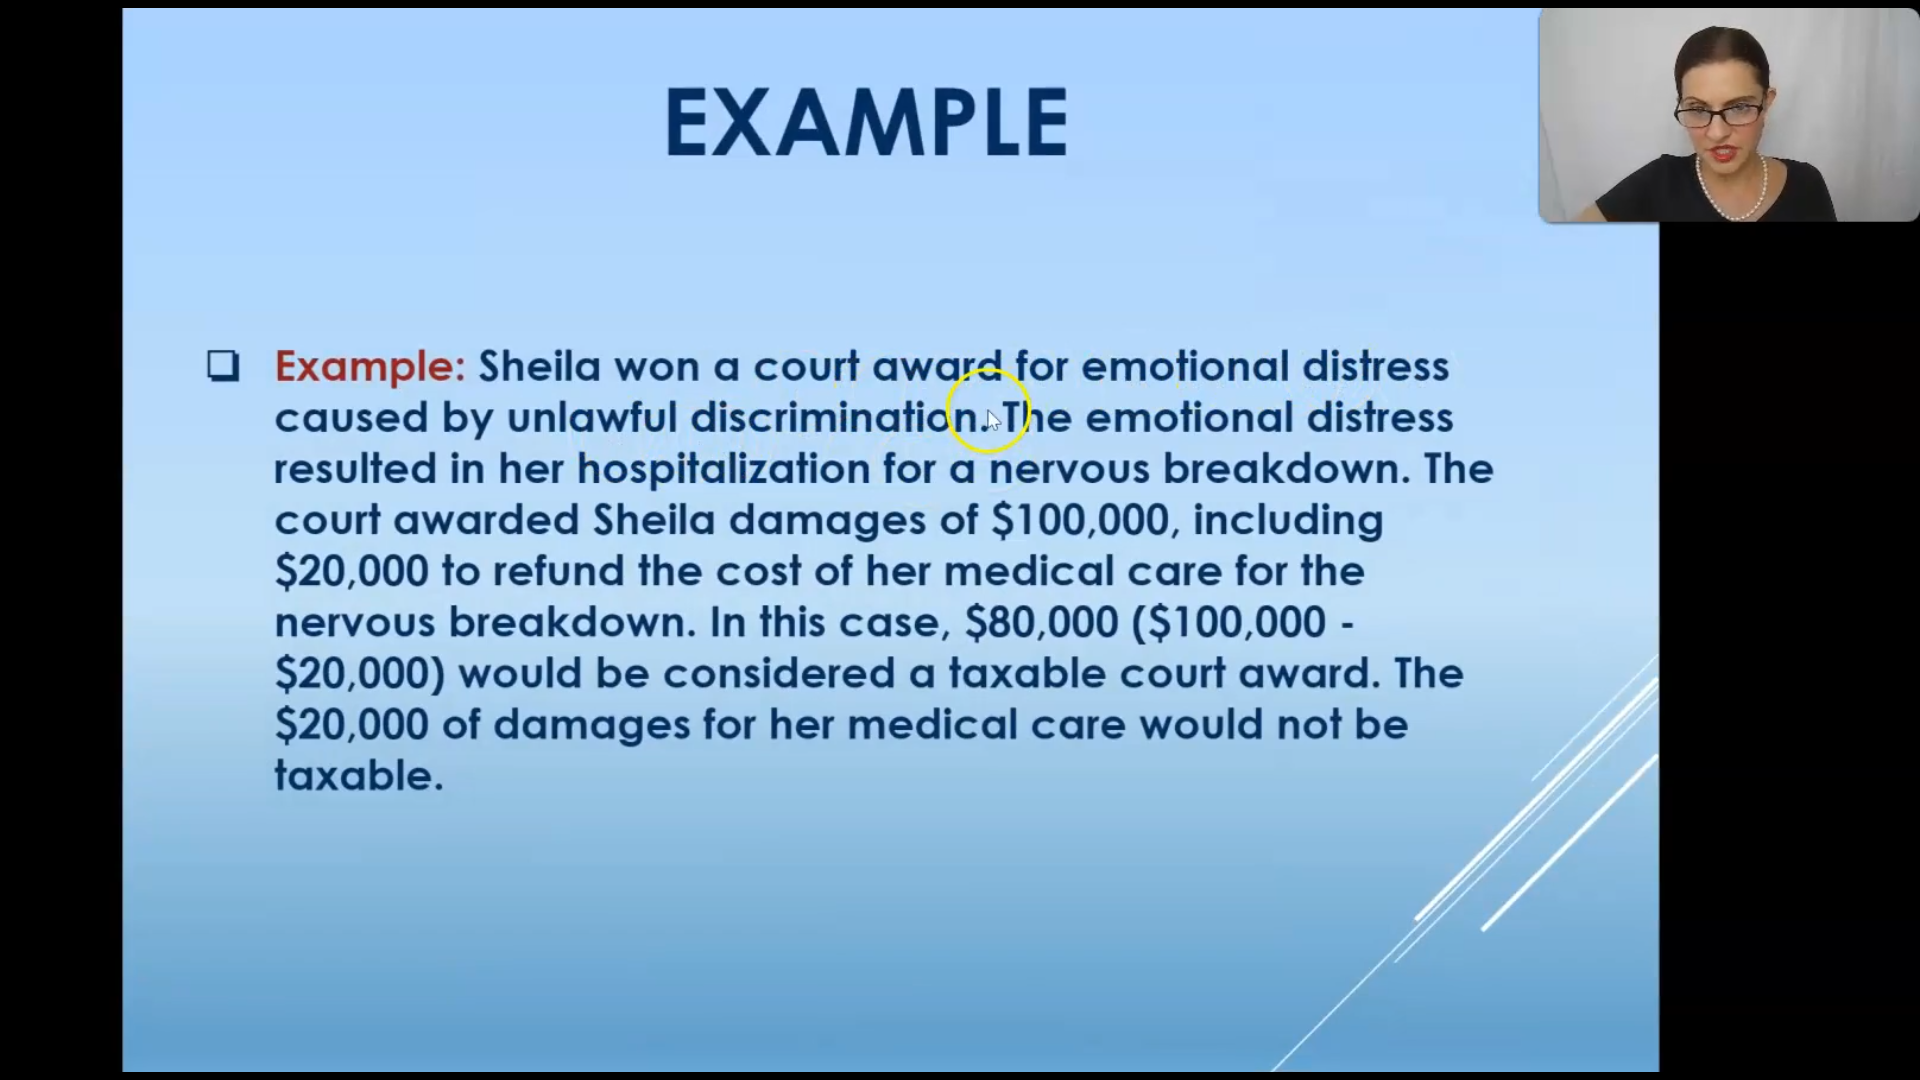 EXAMPLE
Example: Sheila won a court award for emotional distress
caused by unlawful discrimination. The emotional distress
resulted in her hospitalization for a nervous breakdown. The
court awarded Sheila damages of $100,000, including
$20,000 to refund the cost of her medical care for the
nervous breakdown. In this case, $80,000 ($100,000 -
$20,000) would be considered a taxable court award. The
$20,000 of damages for her medical care would not be
taxable.